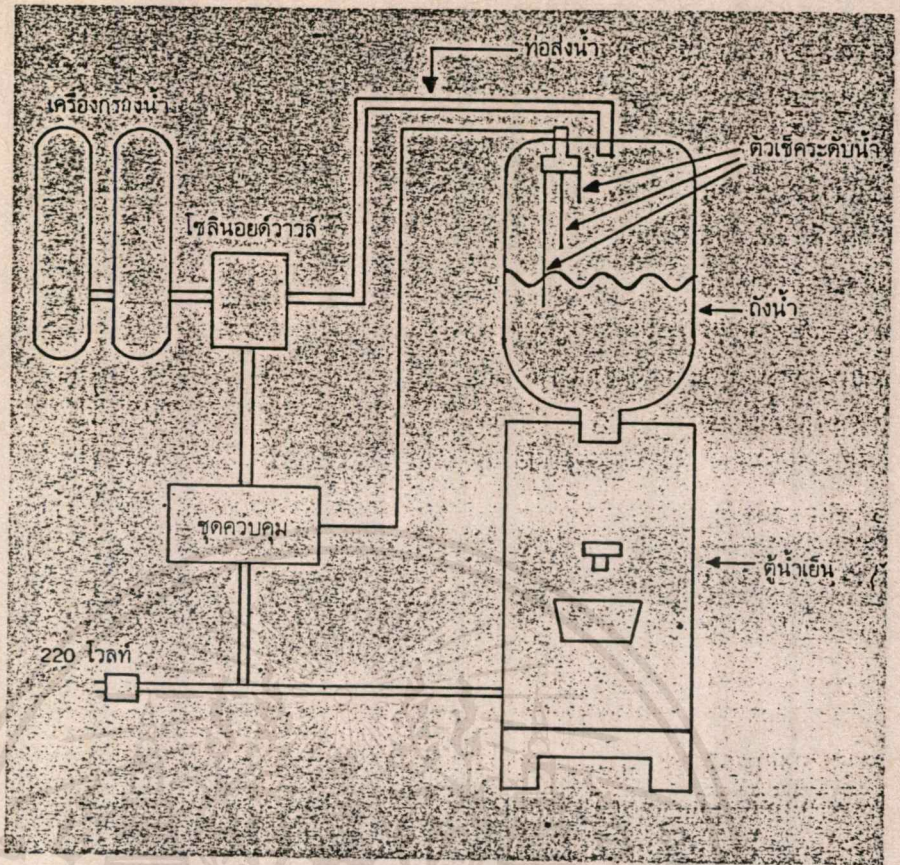 ท่อส่งน้ำ
เครื่องกรองน้ำ
ตัวเช็คระดับน้ำ
โซลินอยด์วาวล์
ถังน้ำ
ชุดควบคุม
ตู้น้ำเย็น
220 โวลท์